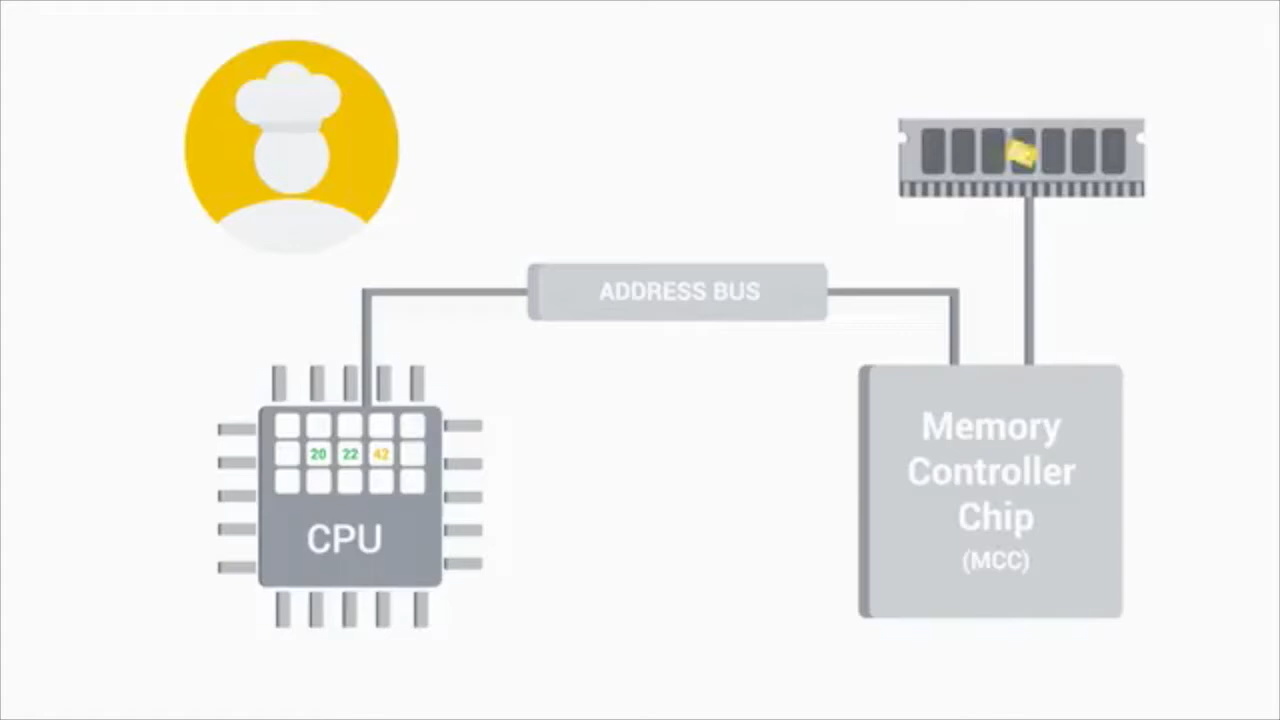 ADDRESS BUS
20 22 42
CPU
Memory
Controller
Chip
(MCC)